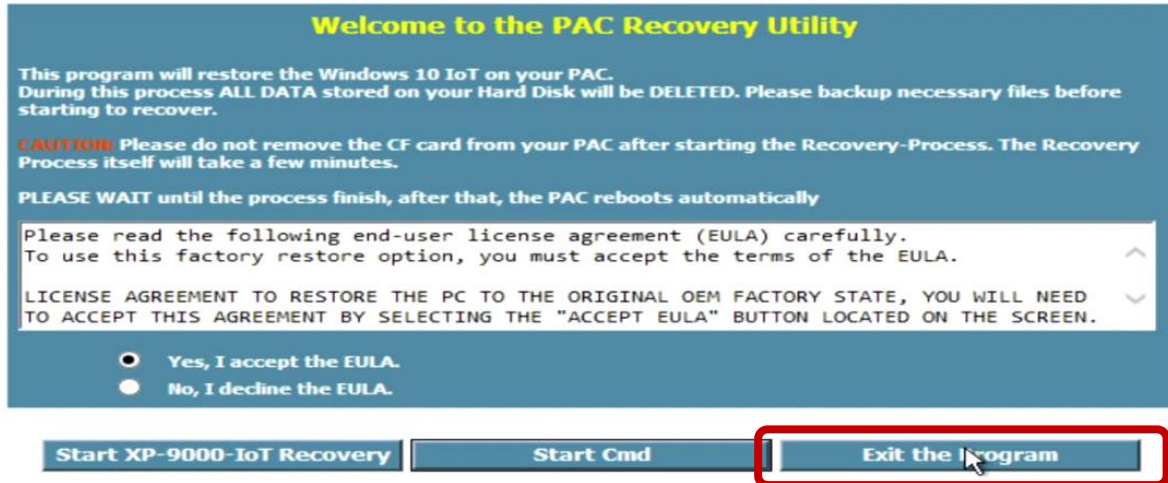 Welcome to the PAC Recovery Utility
This program will restore the Windows 10 IoT on your PAC.
During this process ALL DATA stored on your Hard Disk will be DELETED. Please backup necessary files before
starting to recover.
CAUTION: Please do not remove the CF card from your PAC after starting the Recovery-Process. The Recovery
Process itself will take a few minutes.
PLEASE WAIT until the process finish, after that, the PAC reboots automatically
Please read the following end-user license agreement (EULA) carefully.
To use this factory restore option, you must accept the terms of the EULA.
LICENSE AGREEMENT TO RESTORE THE PC TO THE ORIGINAL OEM FACTORY STATE, YOU WILL NEED
TO ACCEPT THIS AGREEMENT BY SELECTING THE "ACCEPT EULA" BUTTON LOCATED ON THE SCREEN.
Yes, I accept the EULA.
No, I decline the EULA.
Start XP-9000-IoT Recovery Start Cmd Exit the Program